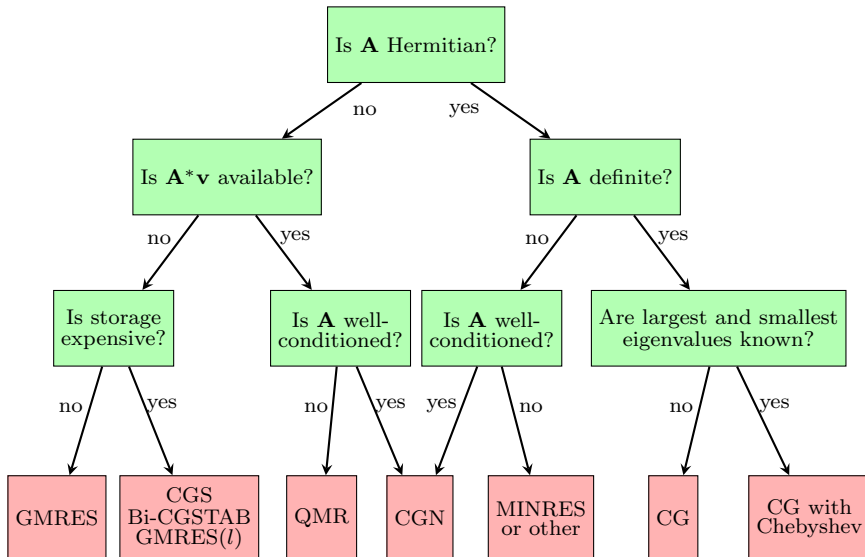 Is A Hermitian?
no
yes
Is A*v available?
Is A definite?
no
yes
no
yes
Is storage
expensive?
Is A well-
conditioned?
Is A well-
conditioned?
Are largest and smallest
eigenvalues known?
no
yes
no
yes
yes
no
no
yes
GMRES
CGS
Bi-CGSTAB
GMRES(l)
QMR
CGN
MINRES
or other
CG
CG with
Chebyshev